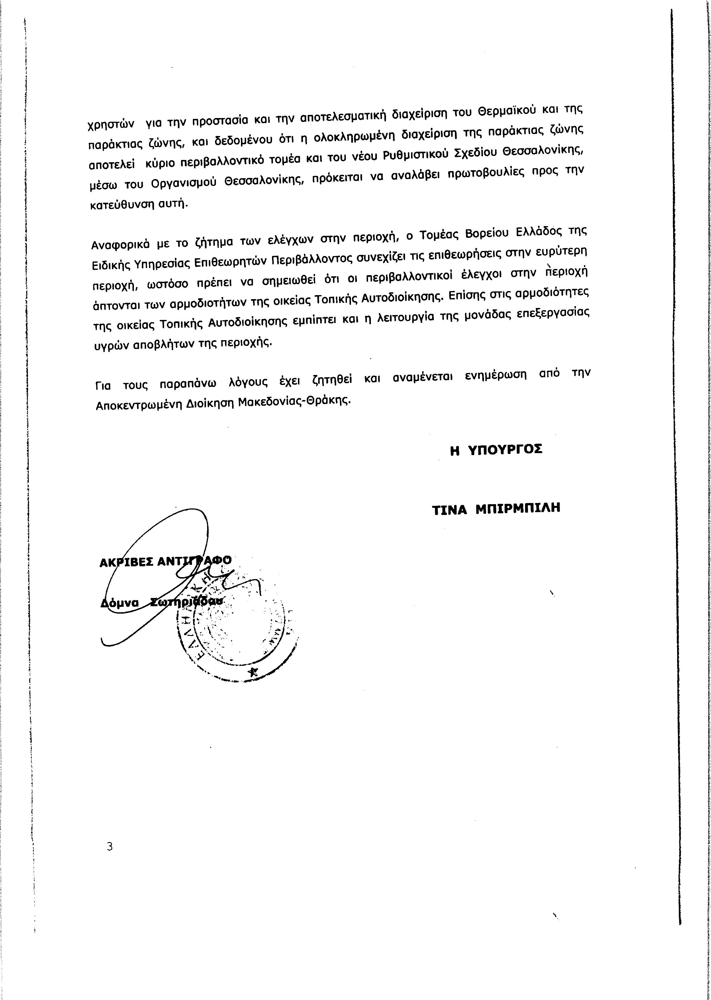 χρηστών για την προστασία και την αποτελεσματική διαχείριση του Θερμαϊκού και της
παράκτιας ζώνης, και δεδομένου ότι η ολοκληρωμένη διαχείριση της παράκτιας ζώνης
αποτελεί κύριο περιβαλλοντικό τομέα και του νέου Ρυθμιστικού Σχεδίου Θεσσαλονίκης,
μέσω του Οργανισμού Θεσσαλονίκης, πρόκειται να αναλάβει πρωτοβουλίες προς την
κατεύθυνση αυτή.
Αναφορικά με το ζήτημα των ελέγχων στην περιοχή, ο Τομέας Βορείου Ελλάδος της
Ειδικής Υπηρεσίας Επιθεωρητών Περιβάλλοντος συνεχίζει τις επιθεωρήσεις στην ευρύτερη
περιοχή, ωστόσο πρέπει να σημειωθεί ότι οι περιβαλλοντικοί έλεγχοι στην περιοχή
άπτονται των αρμοδιοτήτων της οικείας Τοπικής Αυτοδιοίκησης. Επίσης στις αρμοδιότητες
της οικείας Τοπικής Αυτοδιοίκησης εμπίπτει και η λειτουργία της μονάδας επεξεργασίας
υγρών αποβλήτων της περιοχής.
Για τους παραπάνω λόγους έχει ζητηθεί και αναμένεται ενημέρωση από την
Αποκεντρωμένη Διοίκηση Μακεδονίας-Θράκης.
Η ΥΠΟΥΡΓΟΣ
ΤΙΝΑ ΜΠΙΡΜΠΙΛΗ
ΑΚΡΙΒΕΣ ΑΝΤΙΓΡΑΦΟ
Δόμνα Σωτηριάδου
3